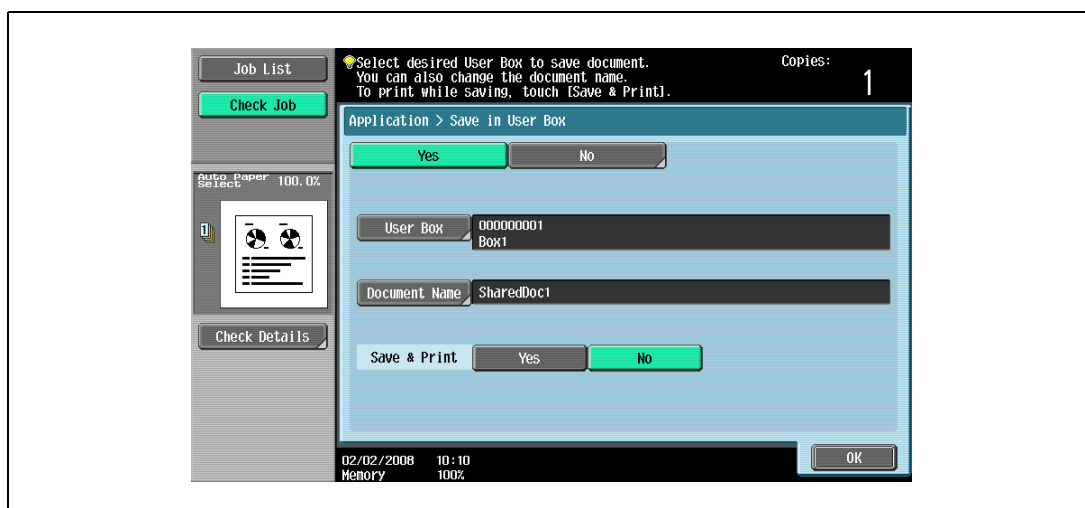 Job List
Check Job
Select desired User Box to save document.
You can also change the document name.
To print while saving, touch [Save & Print].
Copies:
1
Application > Save in User Box
Yes
No
Auto Paper
Select
100.0%
1
User Box
000000001
Box1
Document Name
SharedDoc1
Check Details
Save & Print
Yes
No
02/02/2008 10:10
Memory 100%
OK